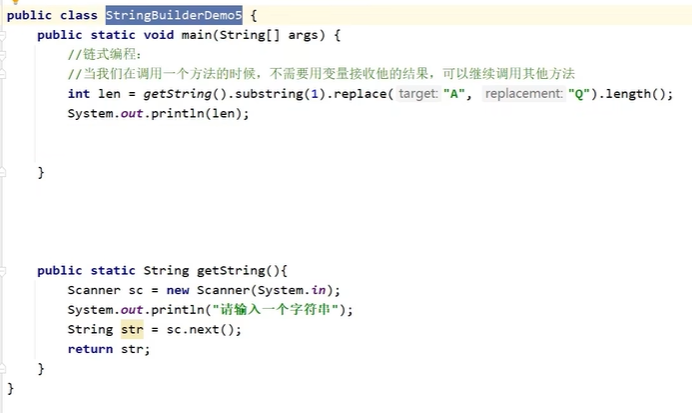 public class StringBuilderDemo5 {
public static void main(String[] args) {
//链式编程：
//当我们在调用一个方法的时候，不需要用变量接收他的结果，可以继续调用其他方法
int len = getString().substring(1).replace( target: "A", replacement: "Q").length();
System.out.println(len);
}
public static String getString(){
Scanner sc = new Scanner(System.in);
System.out.println("请输入一个字符串");
String str = sc.next();
return str;
}
}